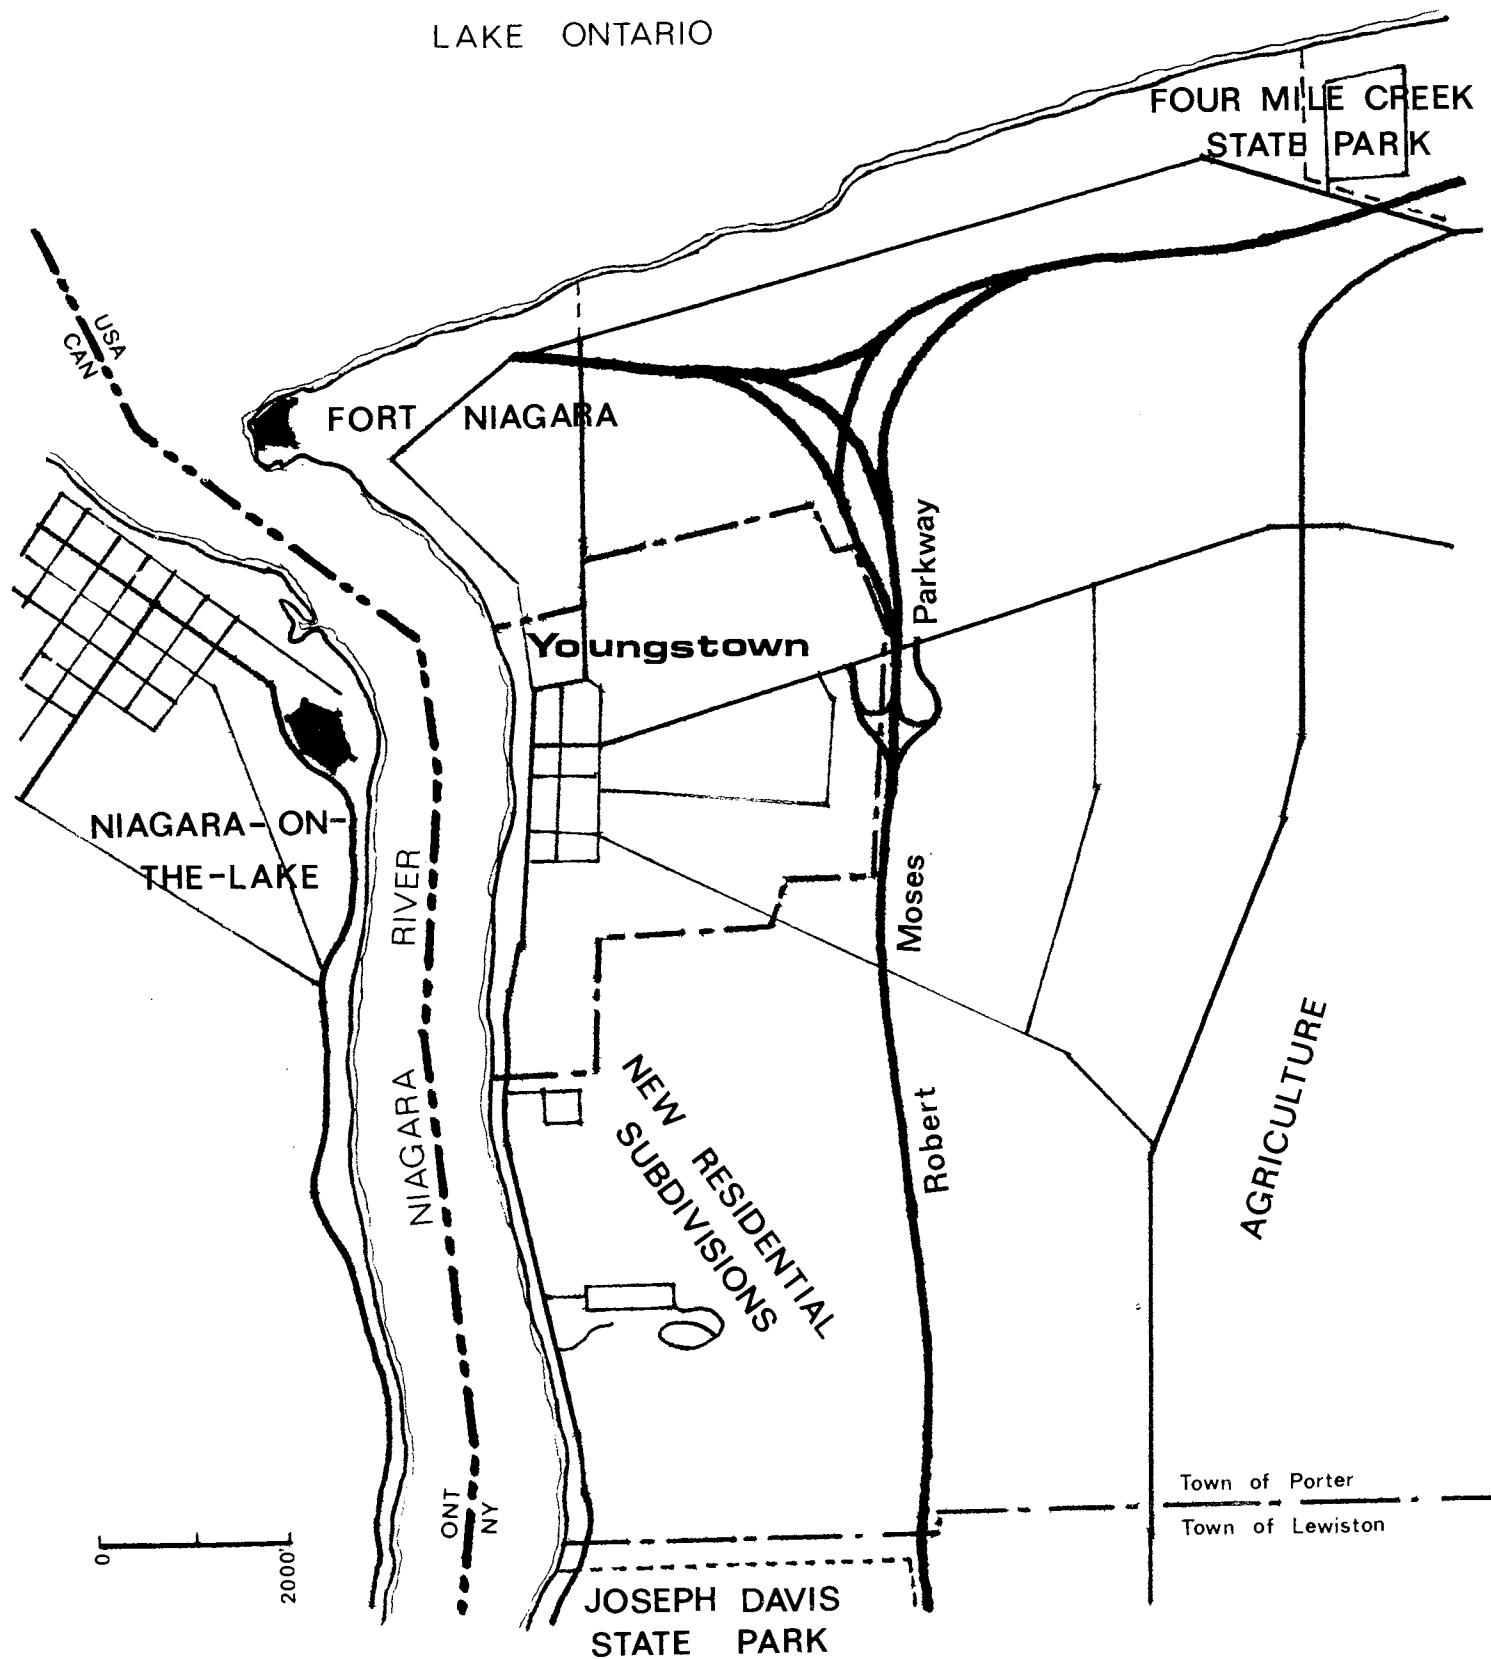 LAKE ONTARIO
FOUR MILE CREEK
STATE PARK
USA
CAN
FORT NIAGARA
Youngstown
Parkway
NIAGARA-ON-
THE-LAKE
RIVER
NIAGARA
Moses
Robert
NEW RESIDENTIAL
SUBDIVISIONS
AGRICULTURE
Town of Porter
Town of Lewiston
ONT
NY
0
2000'
JOSEPH DAVIS
STATE PARK